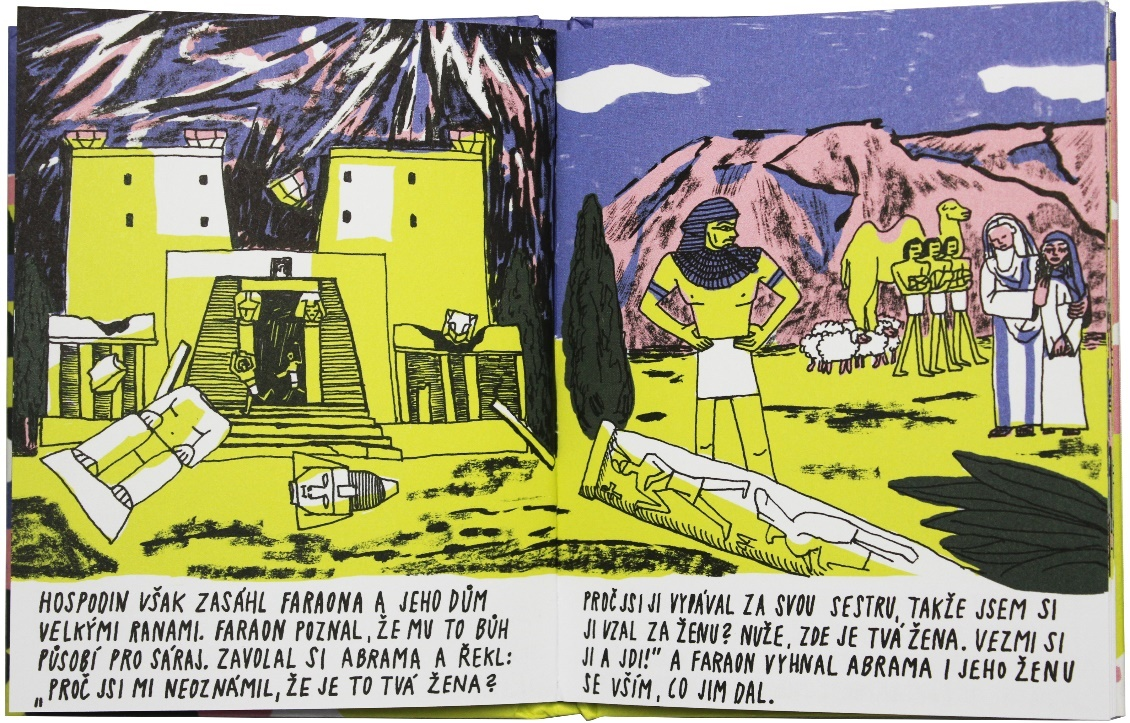 HOSPODIN VŠAK ZASÁHL FARAONA A JEHO DŮM
VELKÝMI RANAMI. FARAON POZNAL, ŽE MU TO BŮH
PŮSOBÍ PRO SÁRAJ. ZAVOLAL SI ABRAMA A ŘEKL:
„PROČ JSI MI NEOZNÁMIL, ŽE JE TO TVÁ ŽENA?
PROČ JSI JI VYDÁVAL ZA SVOU SESTRU, TAKŽE JSEM SI
JI VZAL ZA ŽENU? NUŽE, ZDE JE TVÁ ŽENA. VEZMI SI
JI A JDI!" A FARAON VYHNAL ABRAMA I JEHO ŽENU
SE VŠÍM, CO JIM DAL.